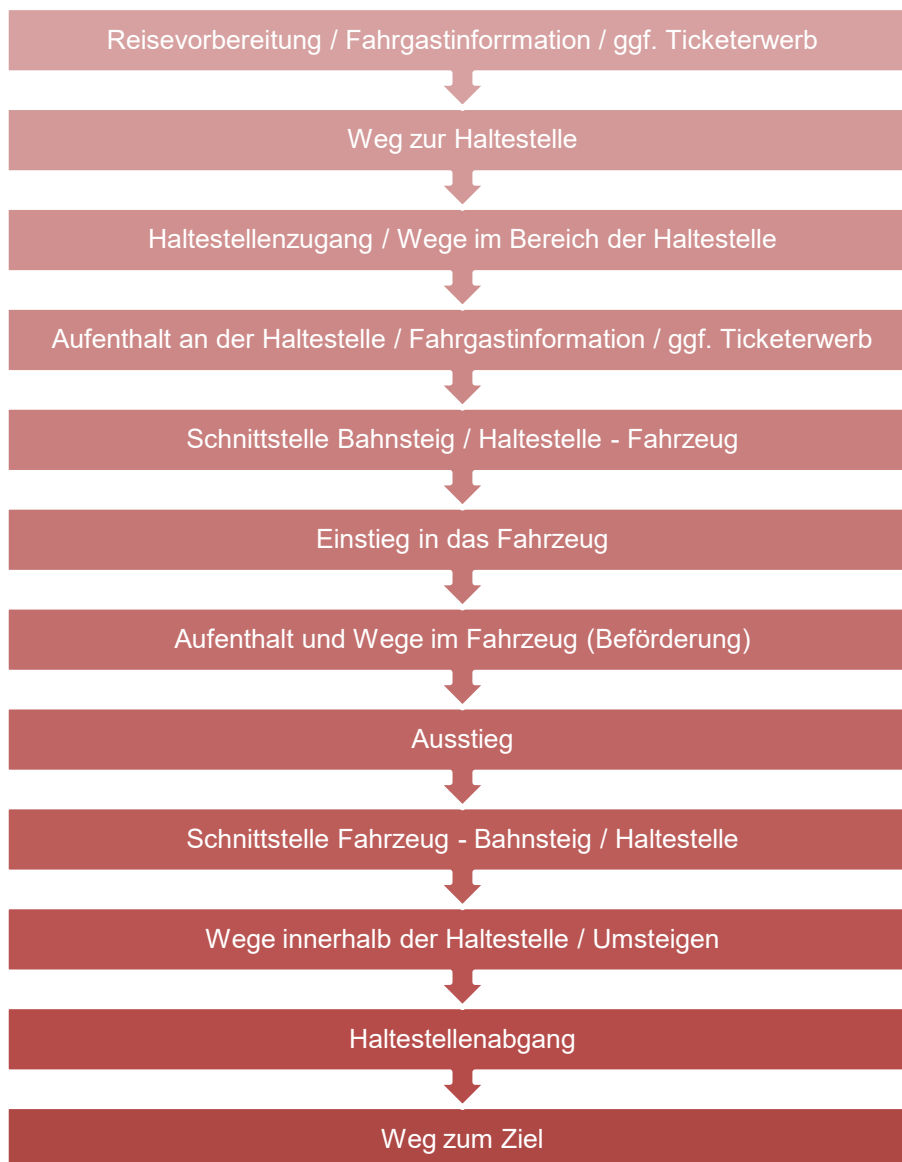 Reisevorbereitung / Fahrgastinforrmation / ggf. Ticketerwerb
Weg zur Haltestelle
Haltestellenzugang / Wege im Bereich der Haltestelle
Aufenthalt an der Haltestelle / Fahrgastinformation / ggf. Ticketerwerb
Schnittstelle Bahnsteig / Haltestelle - Fahrzeug
Einstieg in das Fahrzeug
Aufenthalt und Wege im Fahrzeug (Beförderung)
Ausstieg
Schnittstelle Fahrzeug - Bahnsteig / Haltestelle
Wege innerhalb der Haltestelle / Umsteigen
Haltestellenabgang
Weg zum Ziel